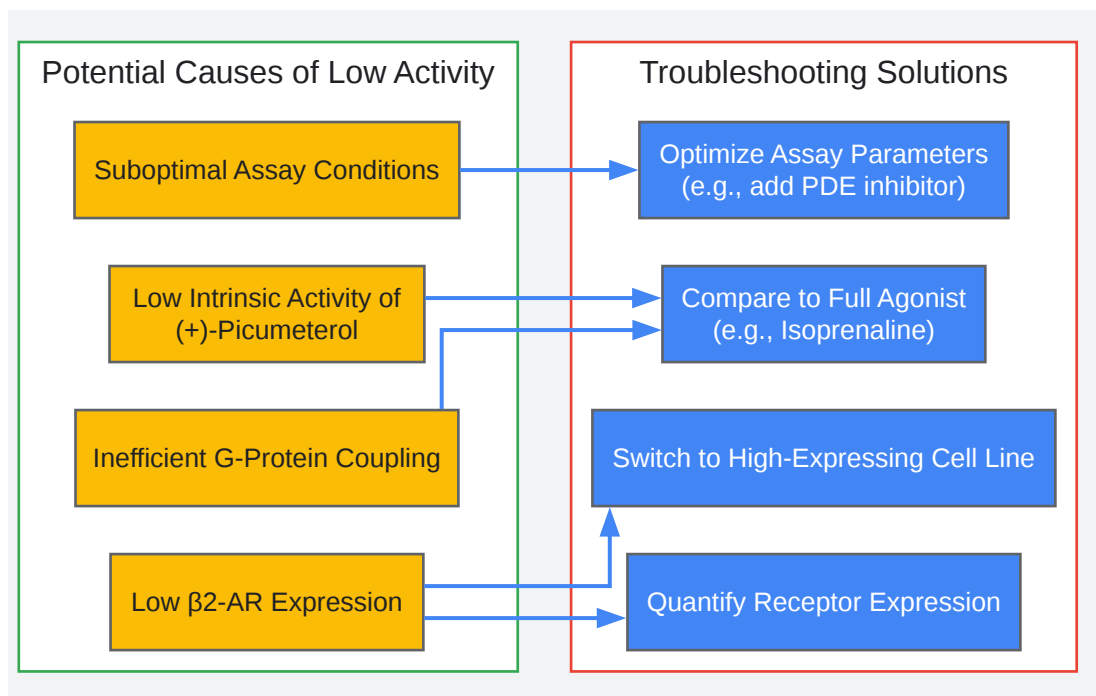 Potential Causes of Low Activity
Suboptimal Assay Conditions
Low Intrinsic Activity of
(+)-Picumeterol
Inefficient G-Protein Coupling
Low β2-AR Expression
Troubleshooting Solutions
Optimize Assay Parameters
(e.g., add PDE inhibitor)
Compare to Full Agonist
(e.g., Isoprenaline)
Switch to High-Expressing Cell Line
Quantify Receptor Expression